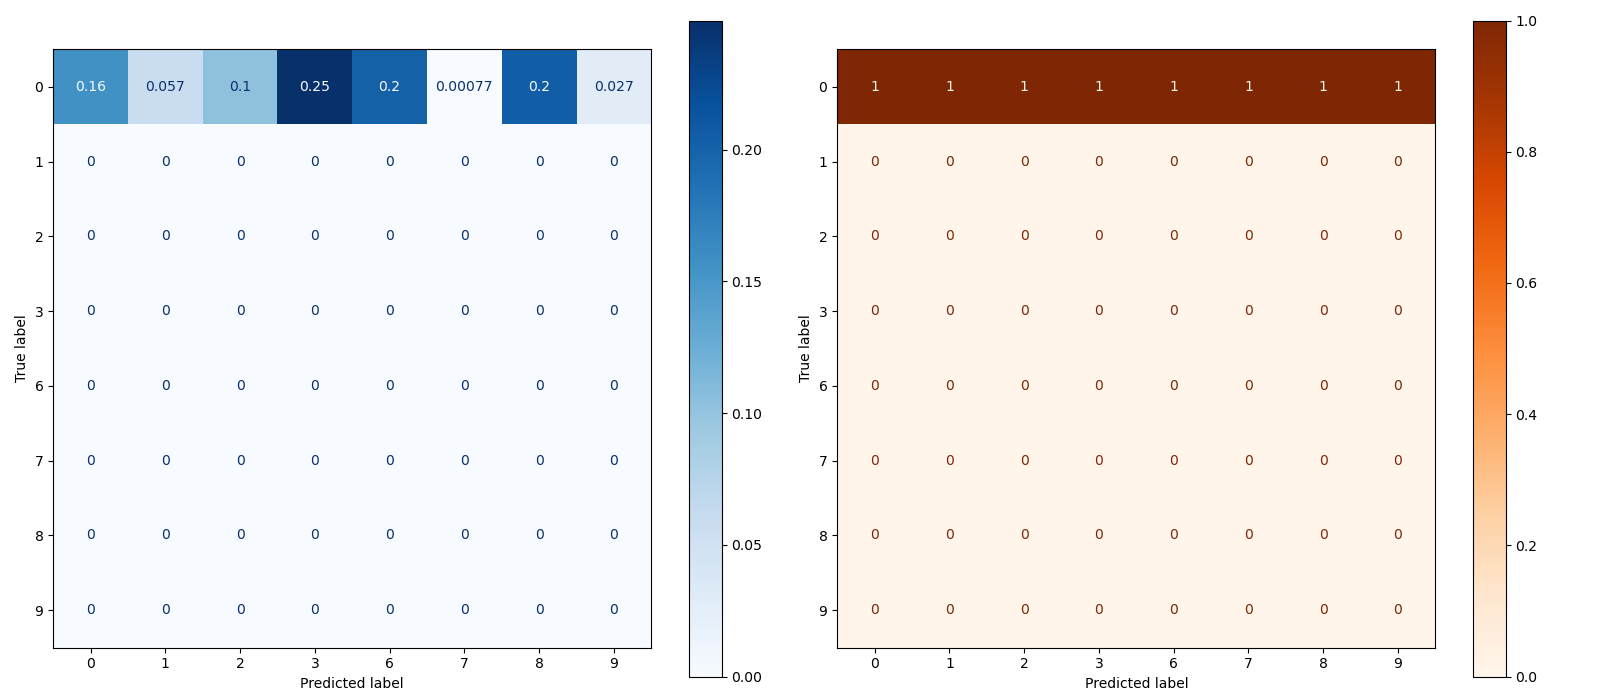 0 0.16 0.057 0.1 0.25 0.2 0.00077 0.2 0.027
1 0 0 0 0 0 0 0 0
2 0 0 0 0 0 0 0 0
3 0 0 0 0 0 0 0 0
6 0 0 0 0 0 0 0 0
7 0 0 0 0 0 0 0 0
8 0 0 0 0 0 0 0 0
9 0 0 0 0 0 0 0 0
0 1 2 3 6 7 8 9
True label
Predicted label
0.20
0.15
0.10
0.05
0.00
0 1 1 1 1 1 1 1 1
1 0 0 0 0 0 0 0 0
2 0 0 0 0 0 0 0 0
3 0 0 0 0 0 0 0 0
6 0 0 0 0 0 0 0 0
7 0 0 0 0 0 0 0 0
8 0 0 0 0 0 0 0 0
9 0 0 0 0 0 0 0 0
0 1 2 3 6 7 8 9
True label
Predicted label
1.0
0.8
0.6
0.4
0.2
0.0